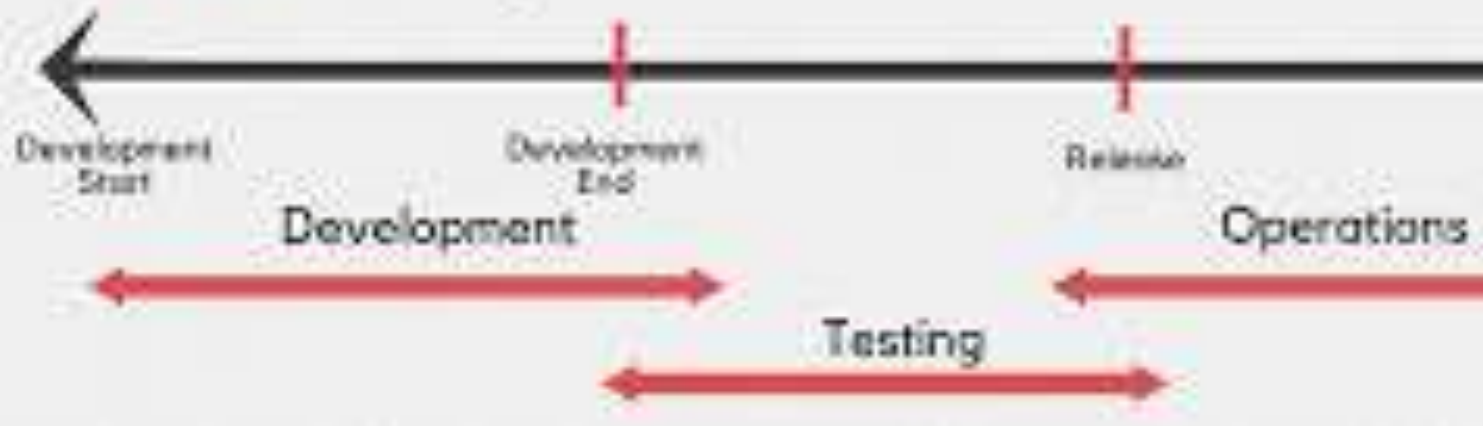 Development
Start
Development
End
Release
Development
Operations
Testing